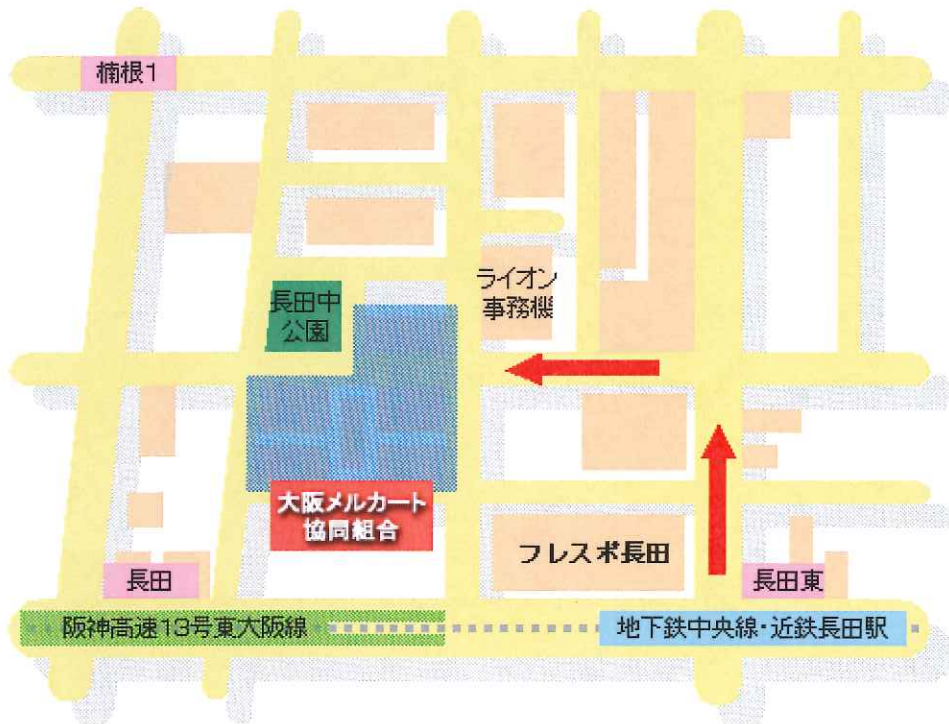 楠根1
ライオン
事務機
長田中
公園
大阪メルカート
協同組合
フレスポ長田
長田
長田東
阪神高速13号東大阪線
地下鉄中央線・近鉄長田駅